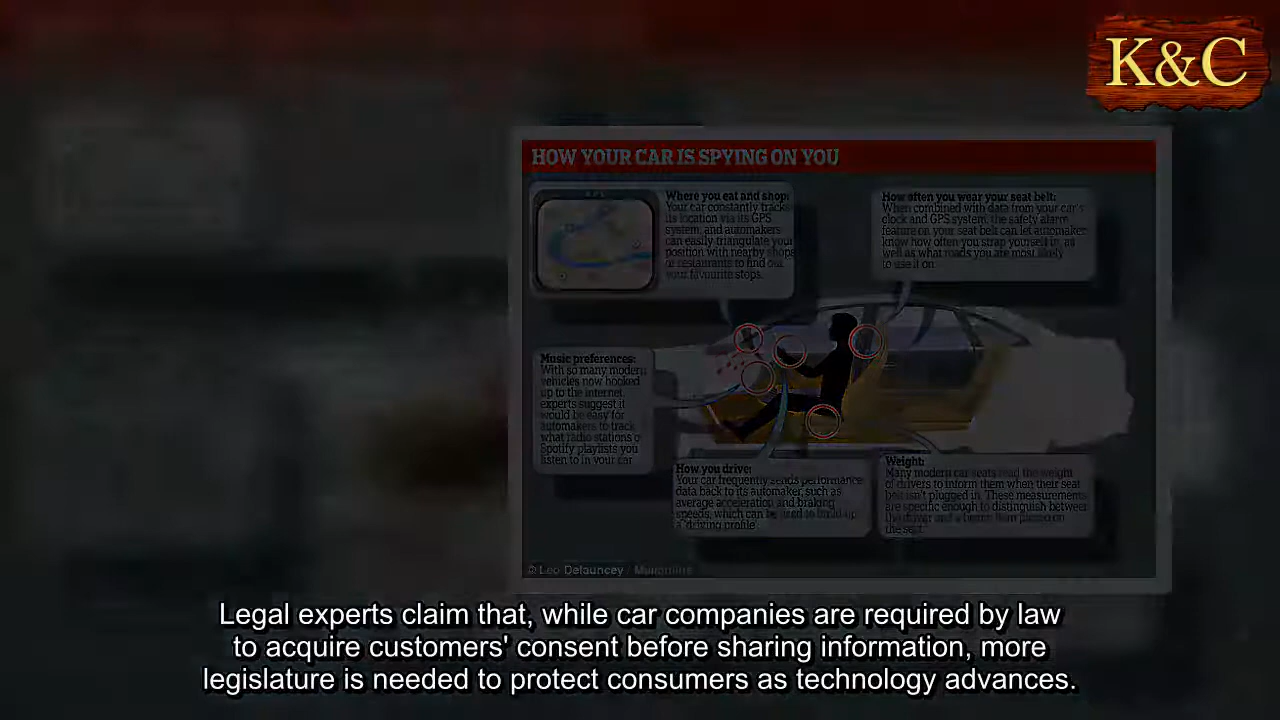 K&C
HOW YOUR CAR IS SPYING ON YOU
Where you eat and shop:
Your car constantly tracks
its location via its GPS
system, and automakers
can easily triangulate your
position with nearby shops
or restaurants to find out
your favourite stops.
How often you wear your seat belt:
When combined with data from your car's
clock and GPS system, the safety alarm
feature on your seat belt can let automaker
know how often you strap yourself in, as
well as what roads you are most likely
to use it on
Music preferences:
With so many modern
vehicles now hooked
up to the internet,
experts suggest it
would be easy for
automakers to track
what radio stations o
Spotify playlists you
listen to in your car
How you drive:
Your car frequently sends performance
data back to its automaker, such as
average acceleration and braking
speeds, which can be used to build up
a 'driving profile'
Weight:
Many modern car seats read the weight
of drivers to inform them when their seat
belt isn't plugged in. These measurements
are specific enough to distinguish between
the driver and a heavy item placed on
the seat
© Leo Delauncey / MailOnline
Legal experts claim that, while car companies are required by law
to acquire customers' consent before sharing information, more
legislature is needed to protect consumers as technology advances.